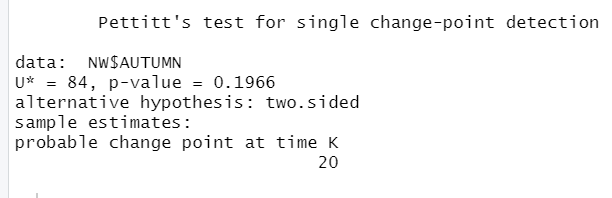 Pettitt's test for single change-point detection
data:  NW$AUTUMN
U* = 84, p-value = 0.1966
alternative hypothesis: two.sided
sample estimates:
probable change point at time K
20